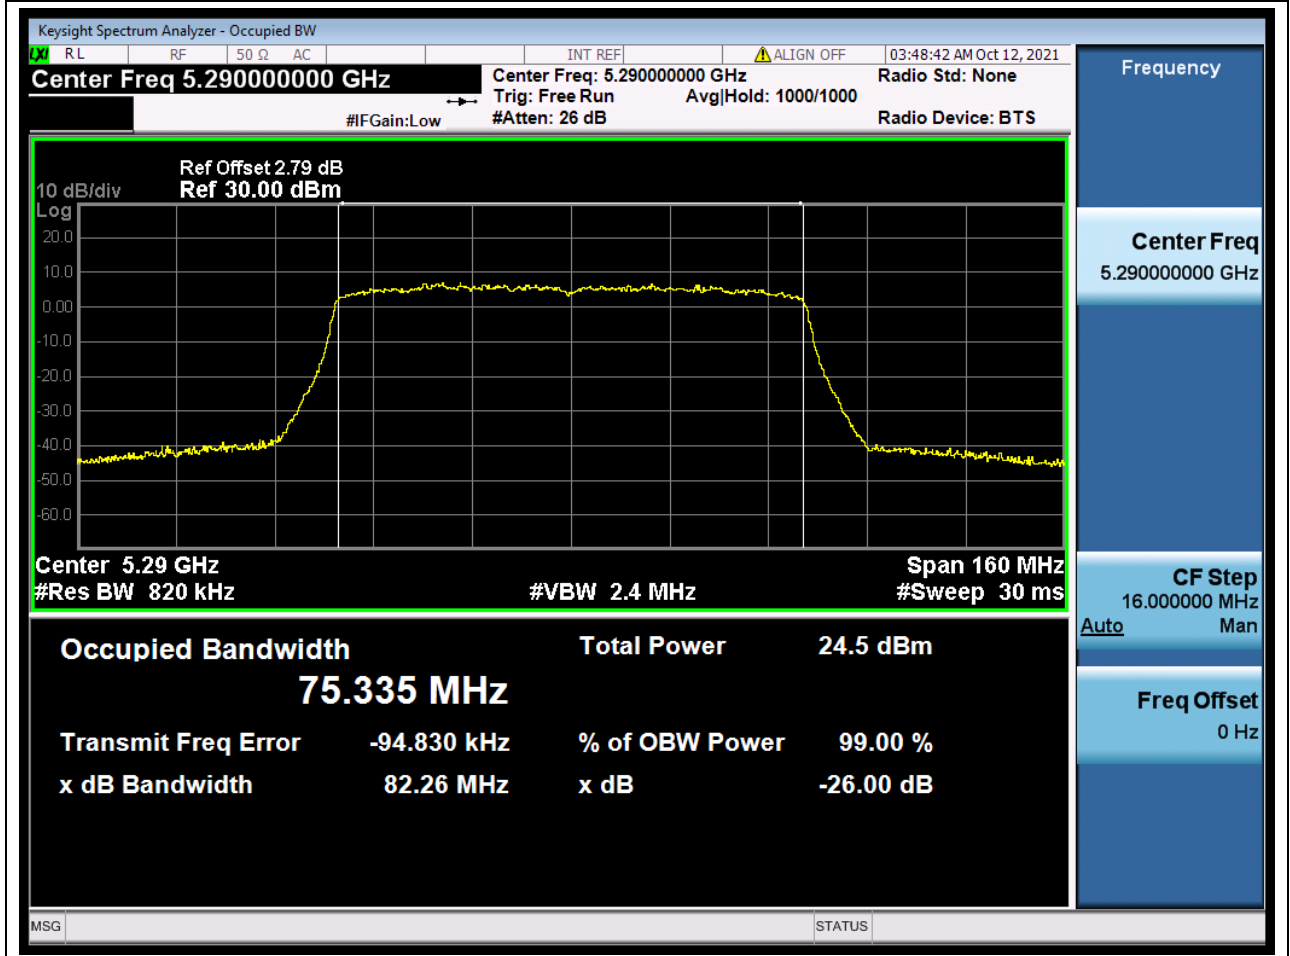 Keysight Spectrum Analyzer - Occupied BW
LXI RL RF 50 Ω AC INT REF ALIGN OFF 03:48:42 AM Oct 12, 2021
Center Freq 5.290000000 GHz
Center Freq: 5.290000000 GHz Radio Std: None
Trig: Free Run Avg|Hold: 1000/1000
#IFGain:Low #Atten: 26 dB Radio Device: BTS
Ref Offset 2.79 dB
10 dB/div Ref 30.00 dBm
Log
20.0
10.0
0.00
-10.0
-20.0
-30.0
-40.0
-50.0
-60.0
Center 5.29 GHz Span 160 MHz
#Res BW 820 kHz #VBW 2.4 MHz #Sweep 30 ms
Occupied Bandwidth Total Power 24.5 dBm
75.335 MHz
Transmit Freq Error -94.830 kHz % of OBW Power 99.00 %
x dB Bandwidth 82.26 MHz x dB -26.00 dB
MSG STATUS
Frequency
Center Freq
5.290000000 GHz
CF Step
16.000000 MHz
Auto Man
Freq Offset
0 Hz